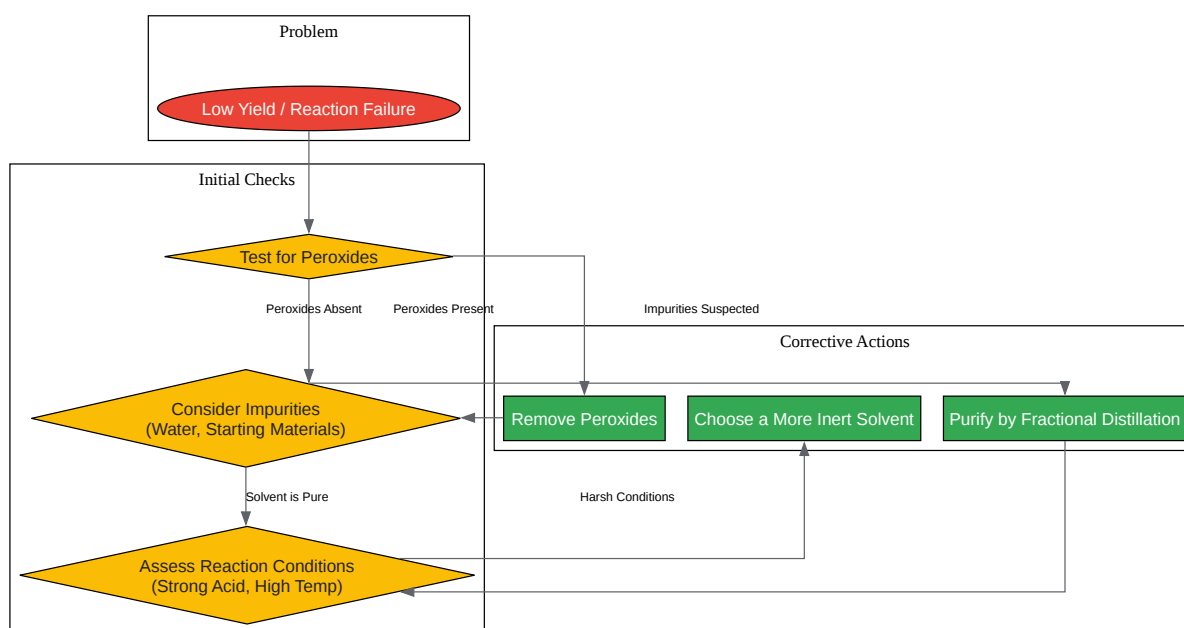 Problem
Low Yield / Reaction Failure
Initial Checks
Test for Peroxides
Peroxides Absent
Peroxides Present
Impurities Suspected
Corrective Actions
Consider Impurities
(Water, Starting Materials)
Remove Peroxides
Choose a More Inert Solvent
Purify by Fractional Distillation
Solvent is Pure
Harsh Conditions
Assess Reaction Conditions
(Strong Acid, High Temp)